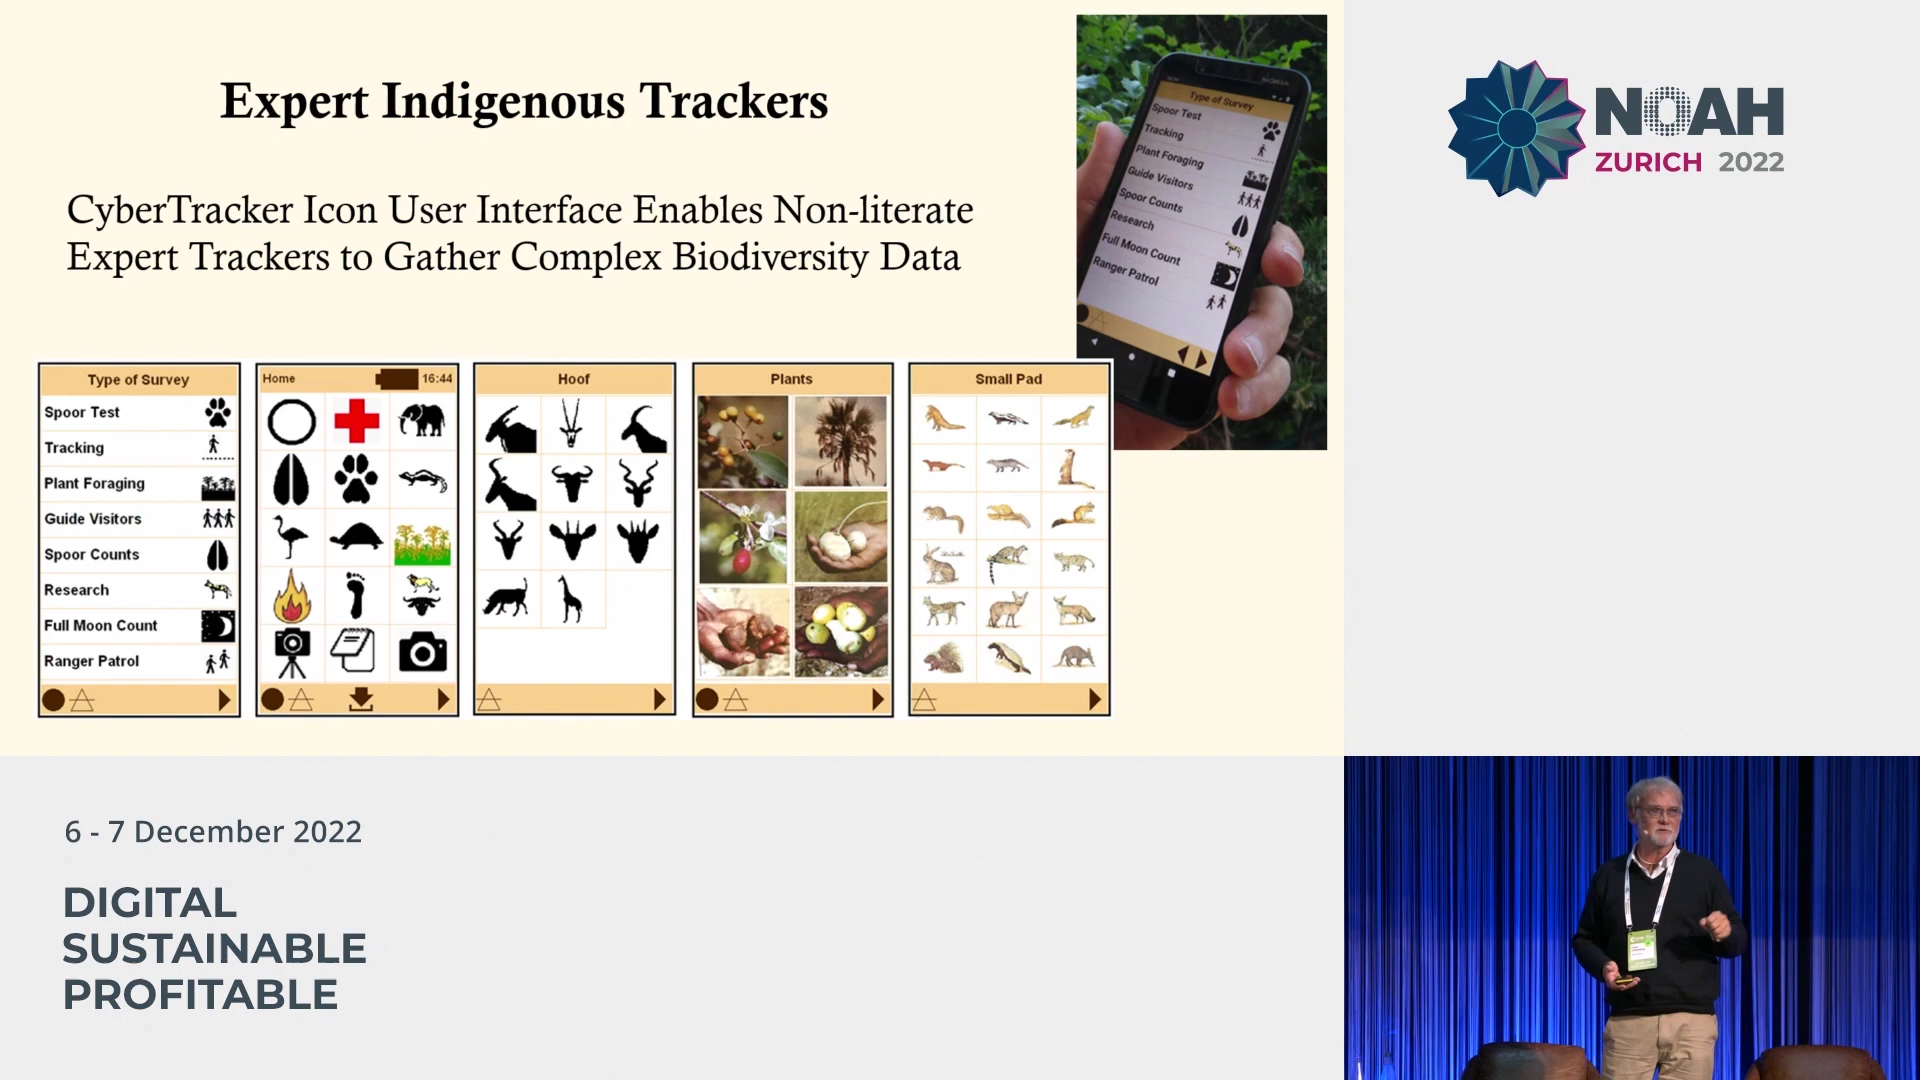 Expert Indigenous Trackers
CyberTracker Icon User Interface Enables Non-literate
Expert Trackers to Gather Complex Biodiversity Data
Type of Survey
Spoor Test
Tracking
Plant Foraging
Guide Visitors
Spoor Counts
Research
Full Moon Count
Ranger Patrol
NOKIA
Type of Survey
Spoor Test
Tracking
Plant Foraging
Guide Visitors
Spoor Counts
Research
Full Moon Count
Ranger Patrol
Home 16:44
Hoof
Plants
Small Pad
NOAH
ZURICH 2022
6 - 7 December 2022
DIGITAL
SUSTAINABLE
PROFITABLE